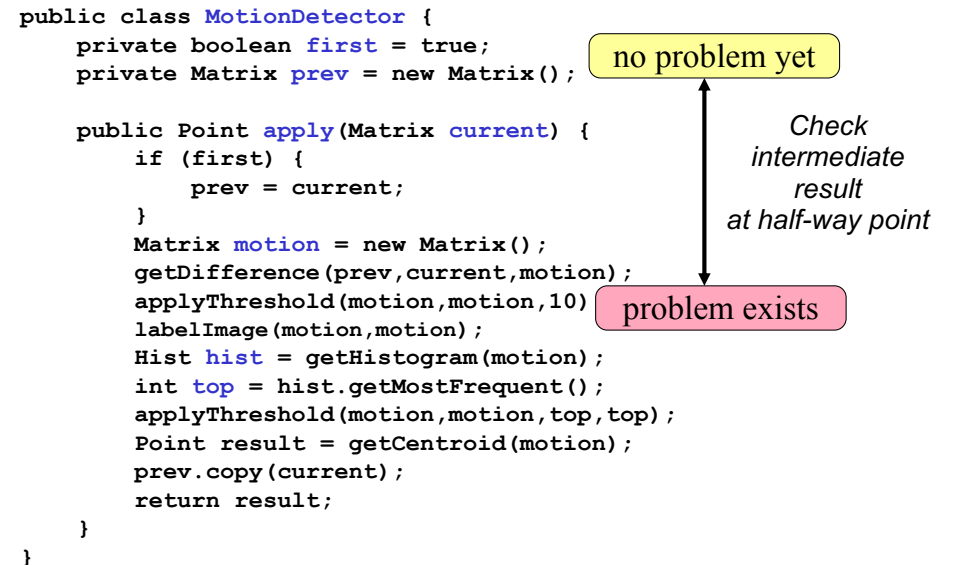 public class MotionDetector {
    private boolean first = true;
    private Matrix prev = new Matrix();
no problem yet
    public Point apply(Matrix current) {
        if (first) {
            prev = current;
        }
        Matrix motion = new Matrix();
        getDifference(prev,current,motion);
        applyThreshold(motion,motion,10)
        labelImage(motion,motion);
        Hist hist = getHistogram(motion);
        int top = hist.getMostFrequent();
        applyThreshold(motion,motion,top,top);
        Point result = getCentroid(motion);
        prev.copy(current);
        return result;
    }
}
Check
intermediate
result
at half-way point
problem exists